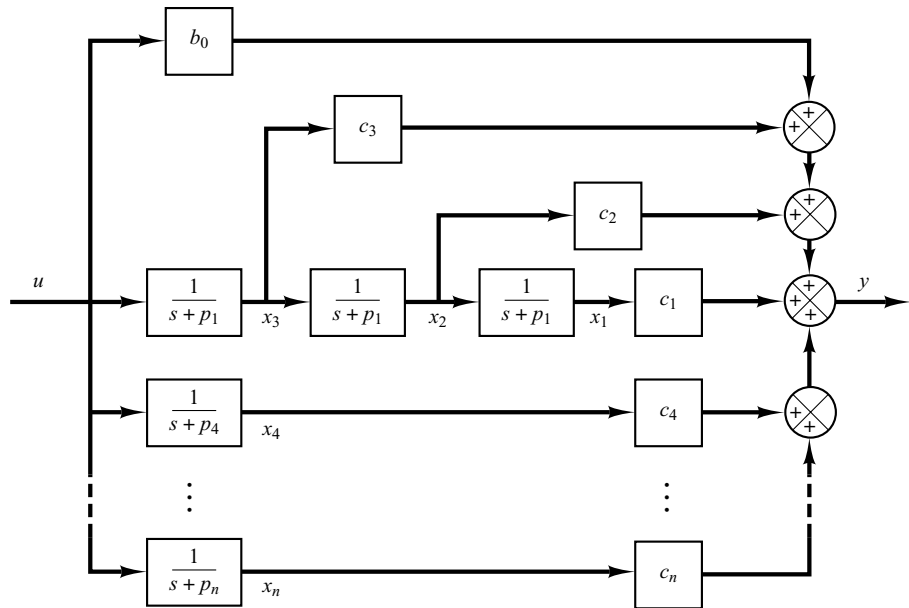 b₀
+
+
c₃
+
+
c₂
+
+
u
1
s + p₁
x₃
1
s + p₁
x₂
1
s + p₁
x₁
c₁
+
+
+
y
1
s + p₄
x₄
c₄
+
+
⋮
⋮
1
s + pₙ
xₙ
cₙ